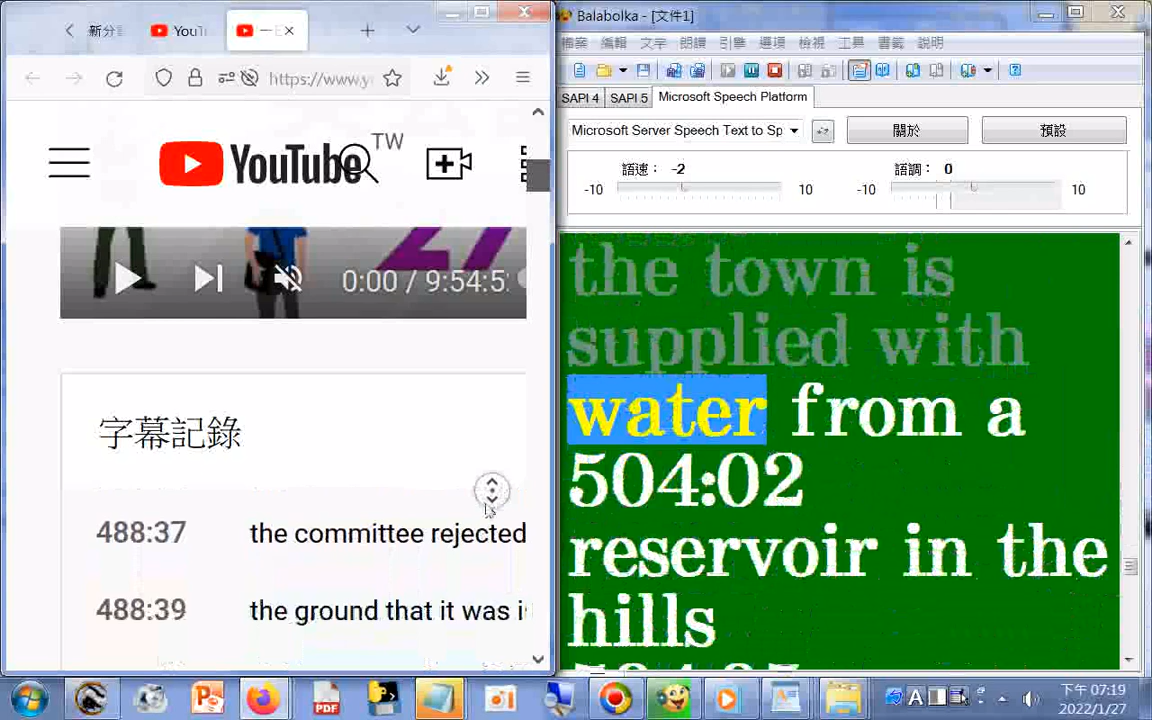 YouT
新分
https://www.y
YouTube
TW
27
0:00 / 9:54:5
字幕記錄
488:37
the committee rejected
488:39
the ground that it was i
Balabolka - [文件1]
檔案 編輯 文字 朗讀 引擎 選項 檢視 工具 書籤 說明
SAPI 4 SAPI 5 Microsoft Speech Platform
Microsoft Server Speech Text to Sp
關於
預設
語速： -2
語調： 0
-10 10
-10 10
the town is
supplied with
water from a
504:02
reservoir in the
hills
PDF
A
下午 07:19
2022/1/27